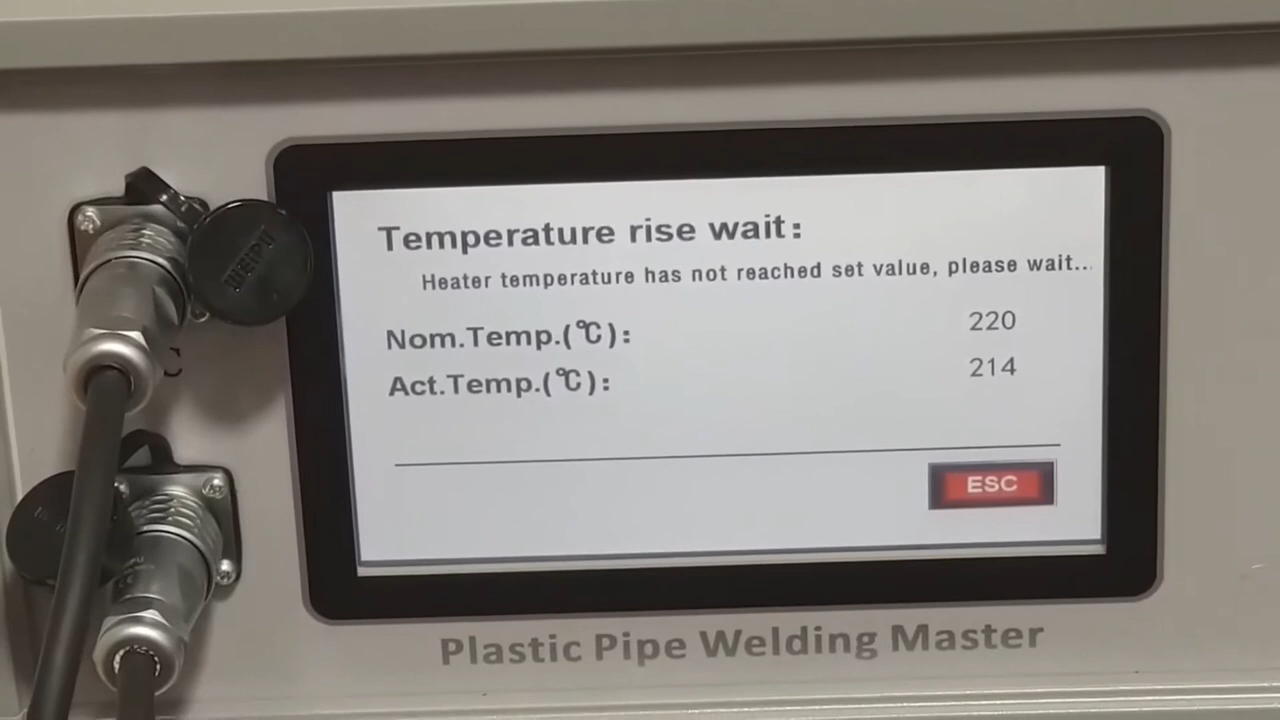 Temperature rise wait:
Heater temperature has not reached set value, please wait...
Nom.Temp.(℃): 220
Act.Temp.(℃): 214
ESC
Plastic Pipe Welding Master
WEIPU
C